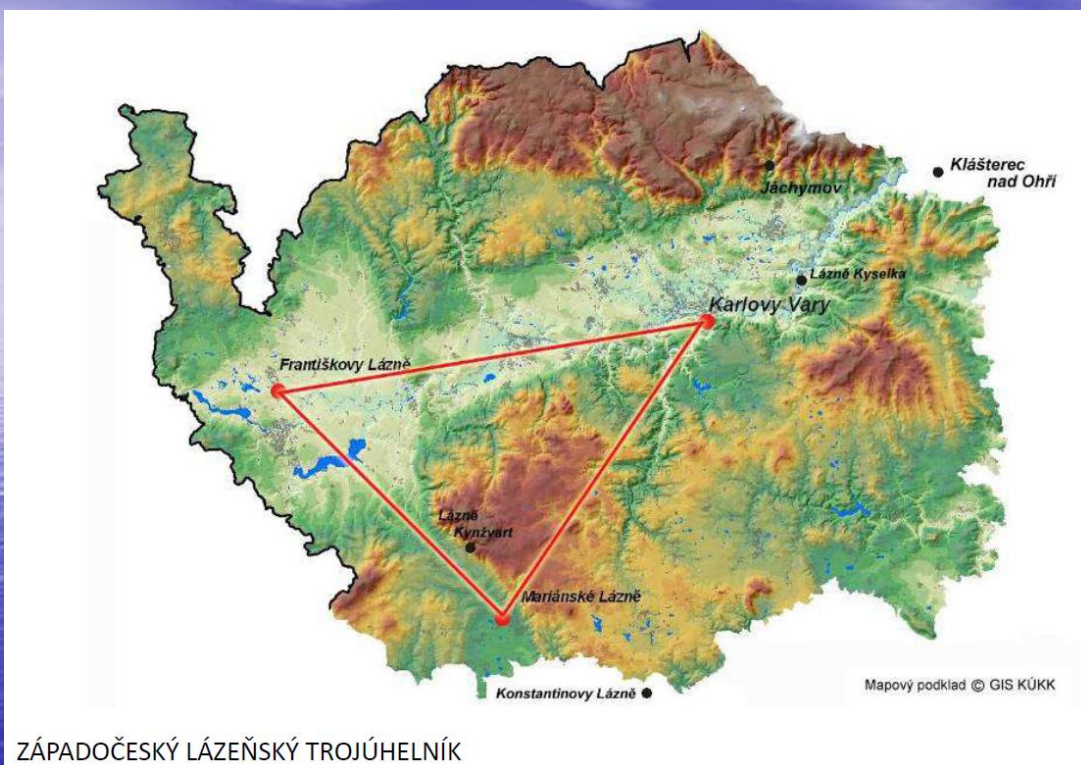 Klášterec
nad Ohří
Jáchymov
Lázně Kyselka
Karlovy Vary
Františkovy Lázně
Lázně
Kynžvart
Mariánské Lázně
Konstantinovy Lázně
Mapový podklad © GIS KÚKK
ZÁPADOČESKÝ LÁZEŇSKÝ TROJÚHELNÍK